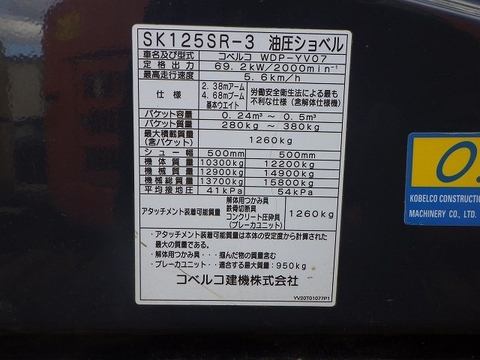 SK125SR-3 油圧ショベル
車名及び型式 コベルコ WDP-YV07
定格出力 69.2kW/2000min⁻¹
最高走行速度 5.6km/h
仕様 2.38mアーム 4.68mブーム 基本ウエイト 労働安全衛生法による最も不利な仕様(含解体仕様機)
バケット容量 0.24m³ ~ 0.5m³
バケット質量 280kg ~ 380kg
最大積載質量(含バケット) 1260kg
シュー幅 500mm 500mm
機体質量 10300kg 12200kg
機械質量 12900kg 14900kg
機械総質量 13700kg 15800kg
平均接地圧 41kPa 54kPa
アタッチメント装着可能質量 解体用つかみ具 鉄骨切断具 コンクリート圧砕具 (ブレーカユニット) 1260kg
・アタッチメント装着可能質量は本体の安定度から計算された
最大の質量である。
・解体用つかみ具・・掴んだ物の質量含む
・ブレーカユニット・・適合する最大質量:950kg
コベルコ建機株式会社
YV20T01077P1
KOBELCO CONSTRUCTION
MACHINERY CO., LTD.